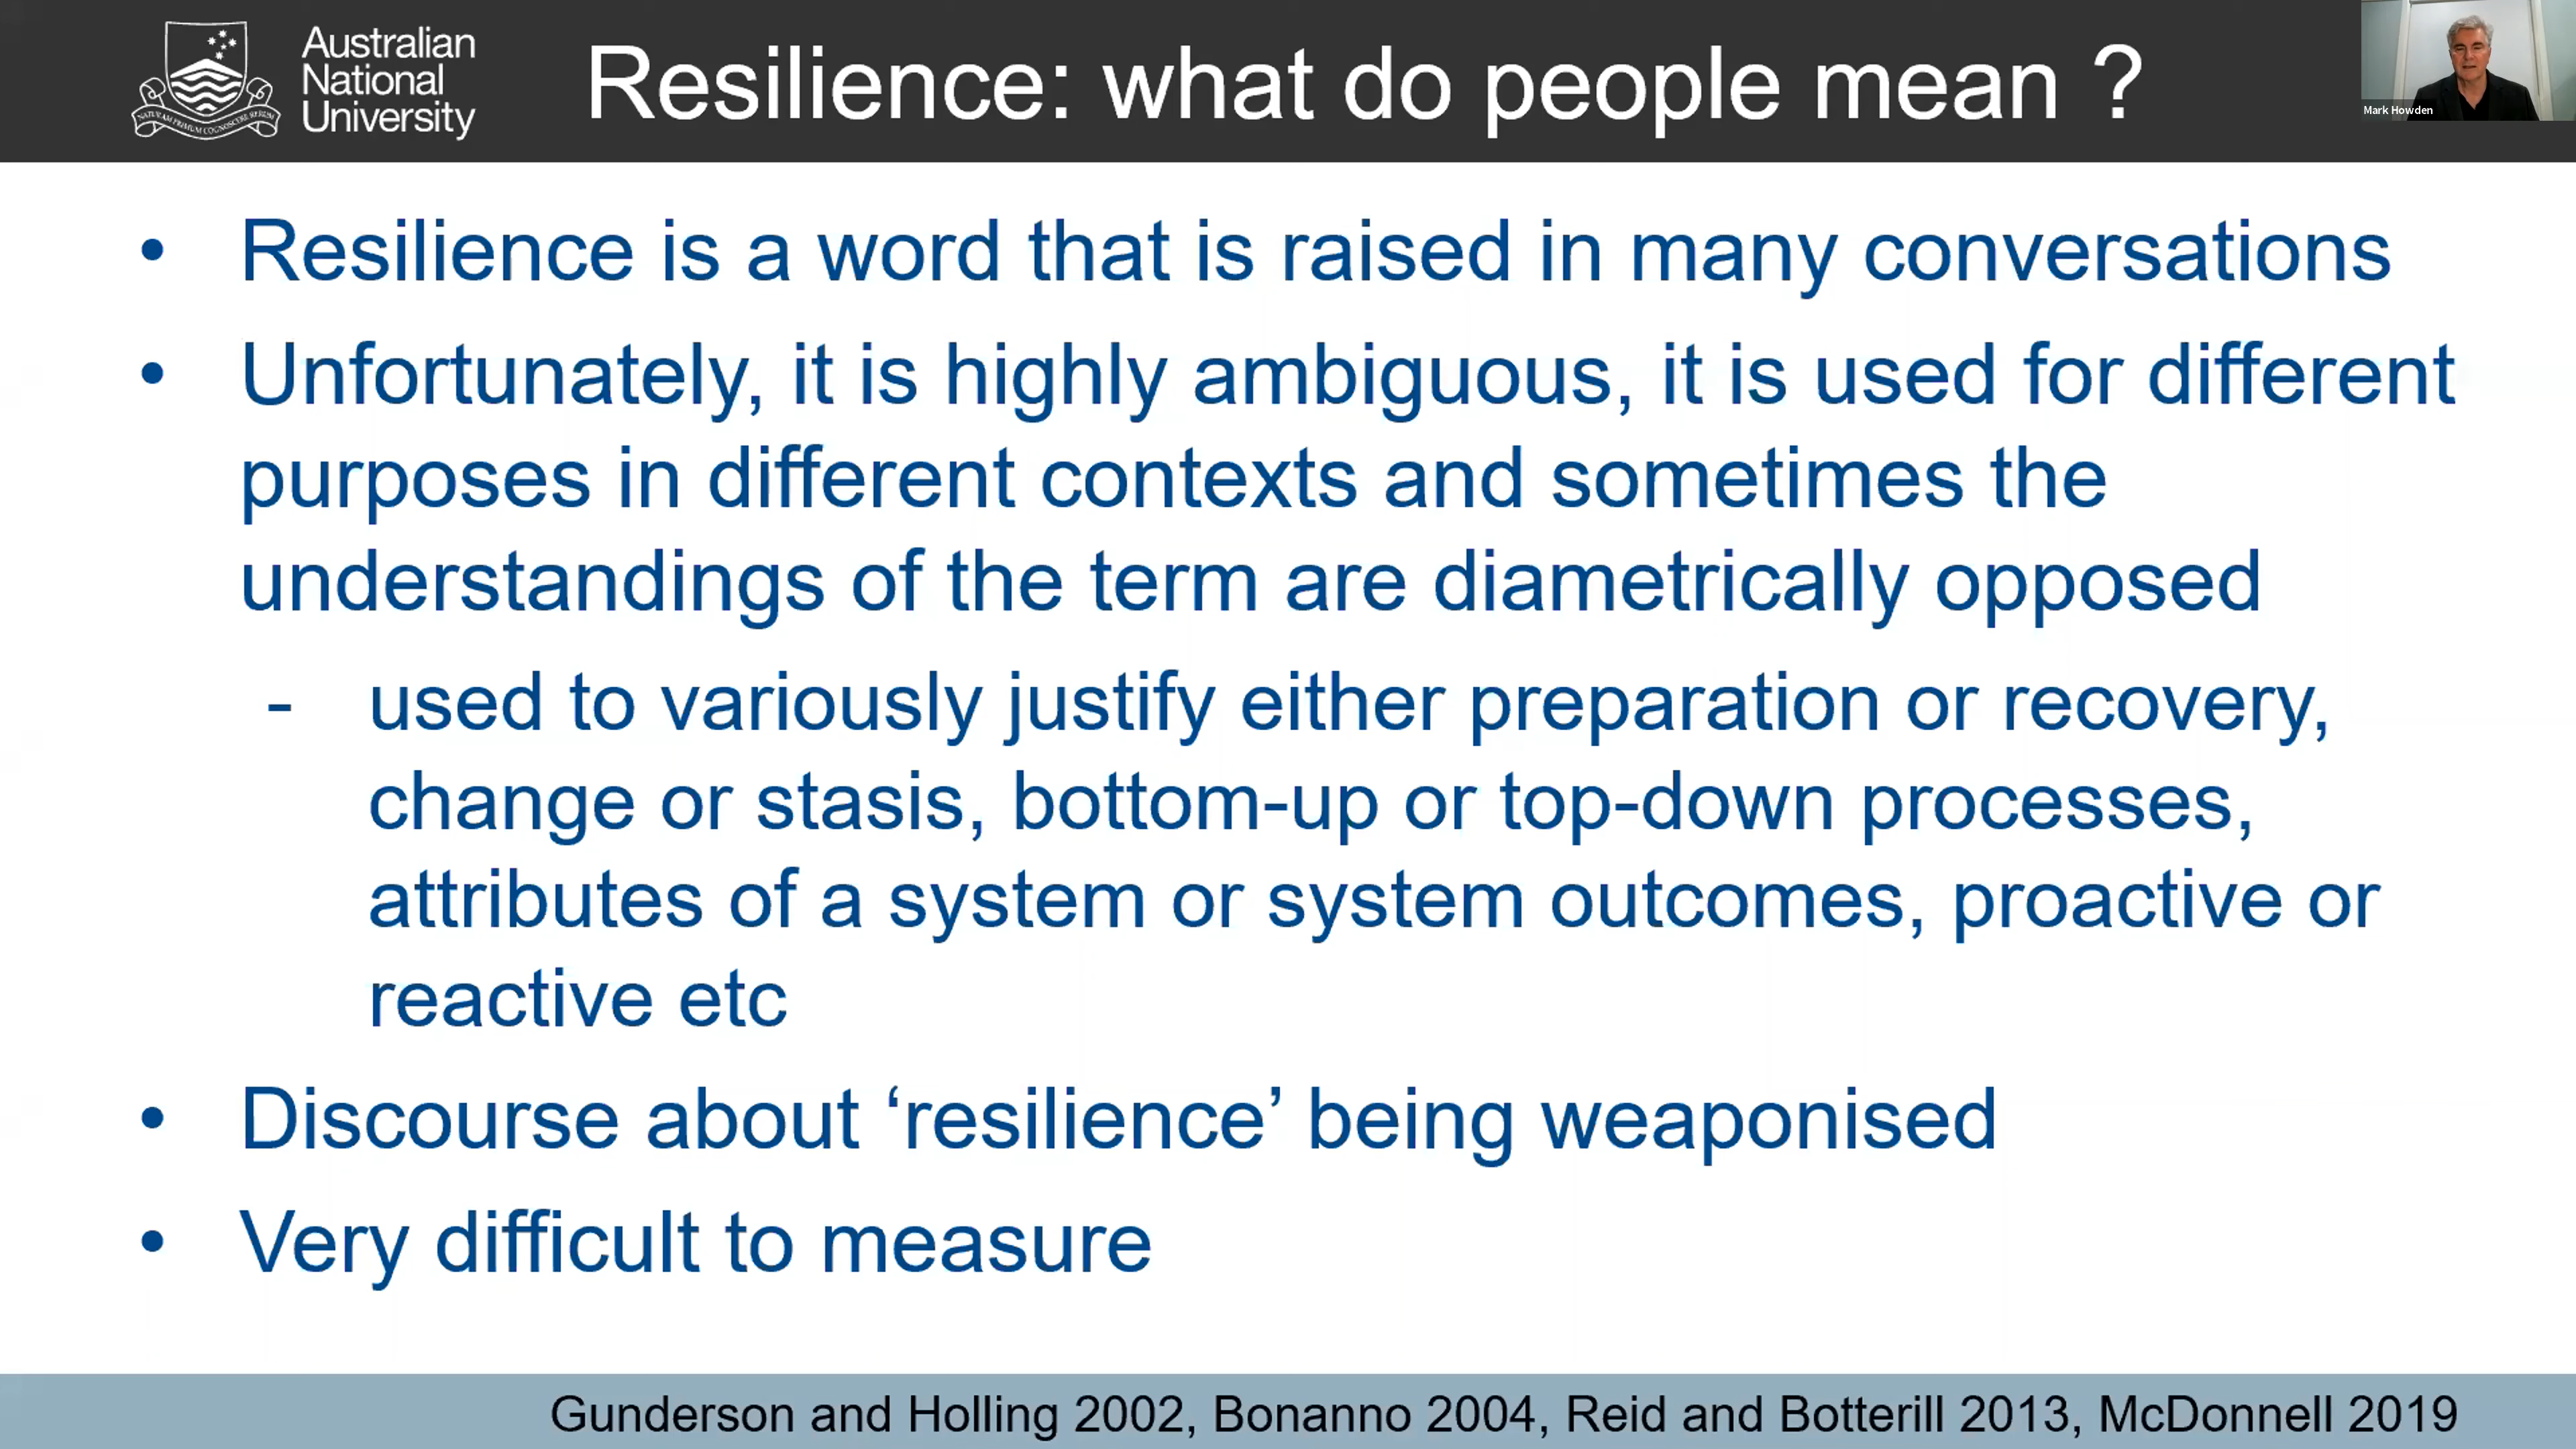 Australian
National
University
NATURAM PRIMUM COGNOSCERE RERUM
Resilience: what do people mean ?
Mark Howden
• Resilience is a word that is raised in many conversations
• Unfortunately, it is highly ambiguous, it is used for different
purposes in different contexts and sometimes the
understandings of the term are diametrically opposed
- used to variously justify either preparation or recovery,
change or stasis, bottom-up or top-down processes,
attributes of a system or system outcomes, proactive or
reactive etc
• Discourse about ‘resilience’ being weaponised
• Very difficult to measure
Gunderson and Holling 2002, Bonanno 2004, Reid and Botterill 2013, McDonnell 2019